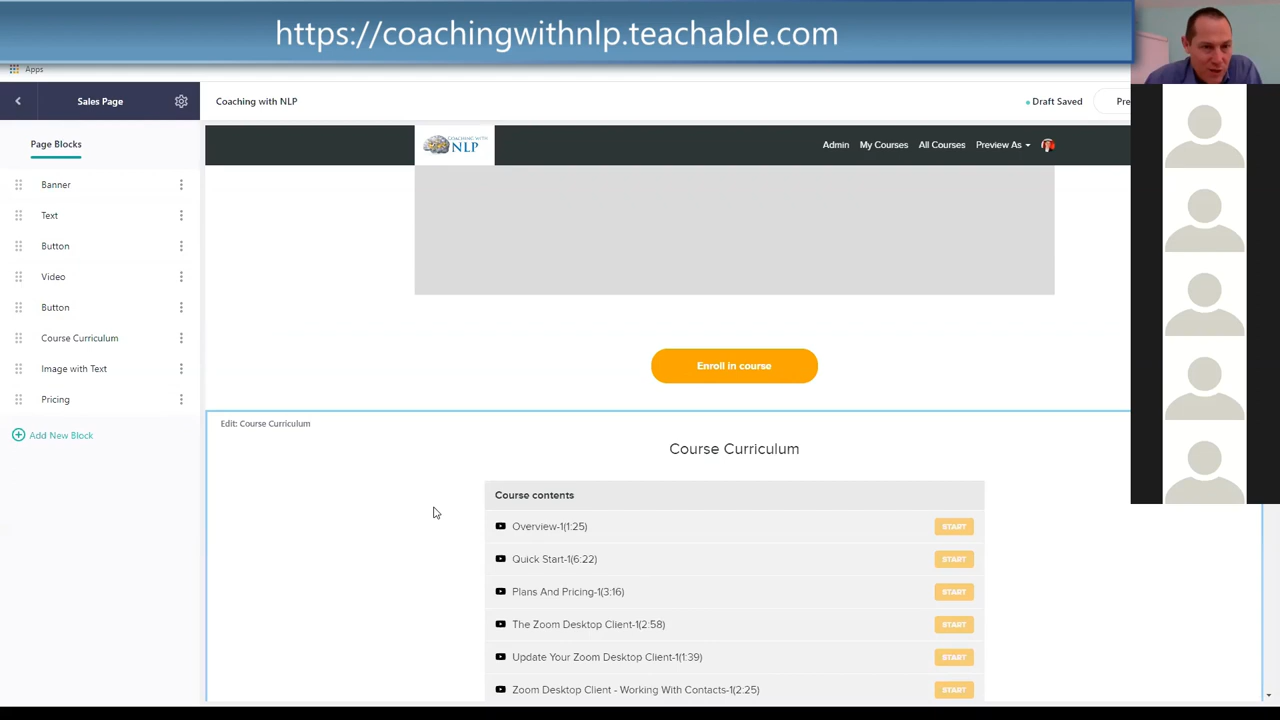 https://coachingwithnlp.teachable.com
Apps
Sales Page
Coaching with NLP
Draft Saved
Pre
Page Blocks
COACHING WITH
NLP
Admin
My Courses
All Courses
Preview As
Banner
Text
Button
Video
Button
Course Curriculum
Image with Text
Pricing
Add New Block
Enroll in course
Edit: Course Curriculum
Course Curriculum
Course contents
Overview-1(1:25) START
Quick Start-1(6:22) START
Plans And Pricing-1(3:16) START
The Zoom Desktop Client-1(2:58) START
Update Your Zoom Desktop Client-1(1:39) START
Zoom Desktop Client - Working With Contacts-1(2:25) START